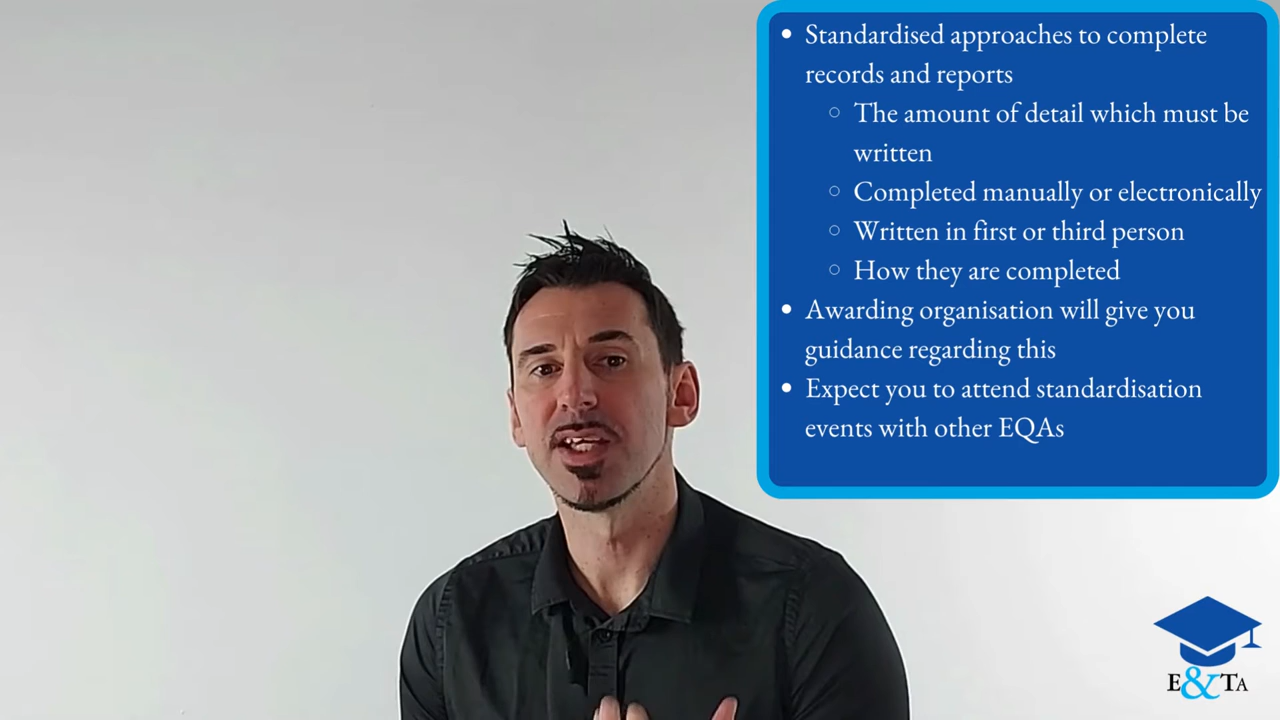 Standardised approaches to complete
records and reports
The amount of detail which must be
written
Completed manually or electronically
Written in first or third person
How they are completed
Awarding organisation will give you
guidance regarding this
Expect you to attend standardisation
events with other EQAs
E&TA